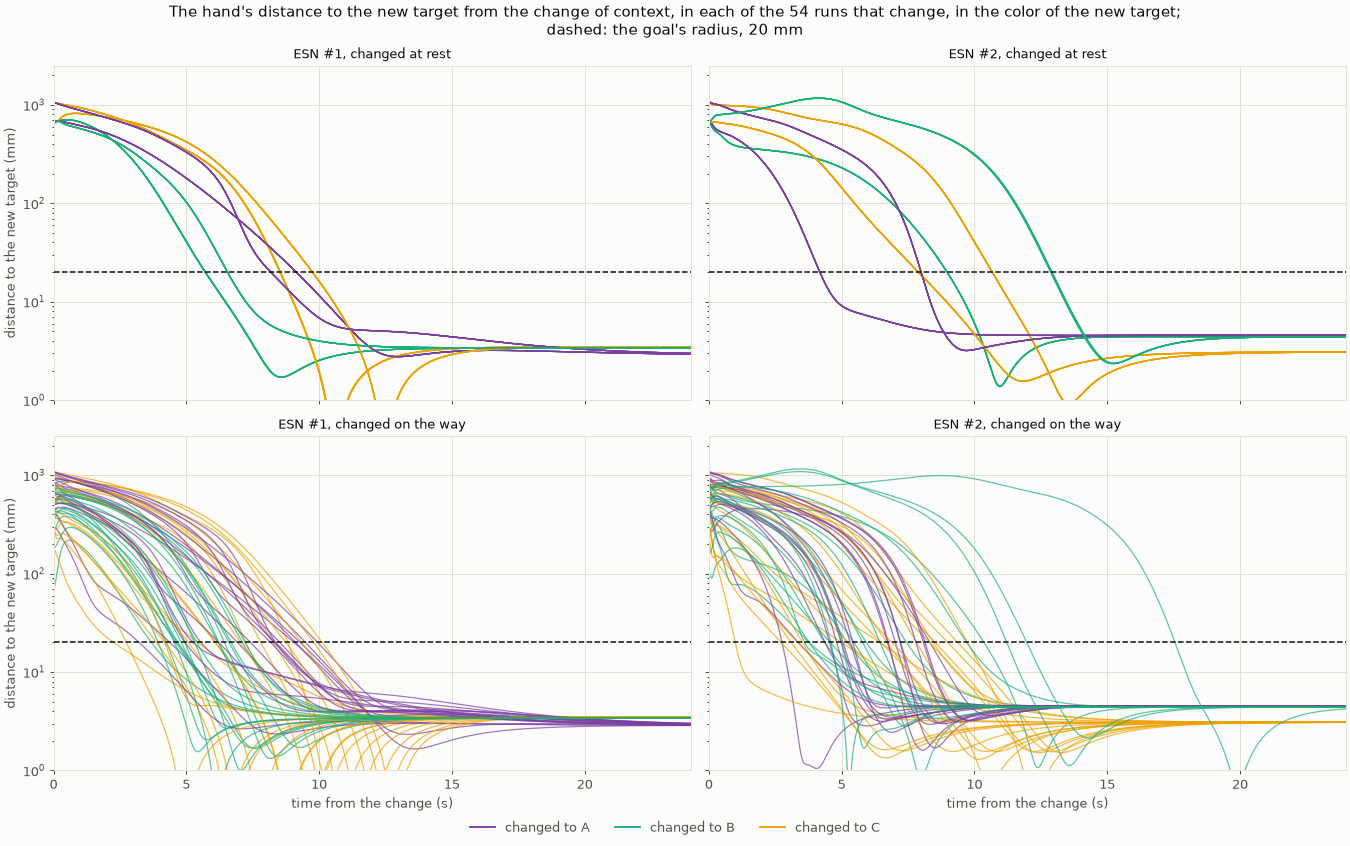 The hand's distance to the new target from the change of context, in each of the 54 runs that change, in the color of the new target;
dashed: the goal's radius, 20 mm
ESN #1, changed at rest
ESN #2, changed at rest
distance to the new target (mm)
10³
10²
10¹
10⁰
ESN #1, changed on the way
ESN #2, changed on the way
distance to the new target (mm)
10³
10²
10¹
10⁰
0 5 10 15 20
0 5 10 15 20
time from the change (s)
time from the change (s)
changed to A
changed to B
changed to C